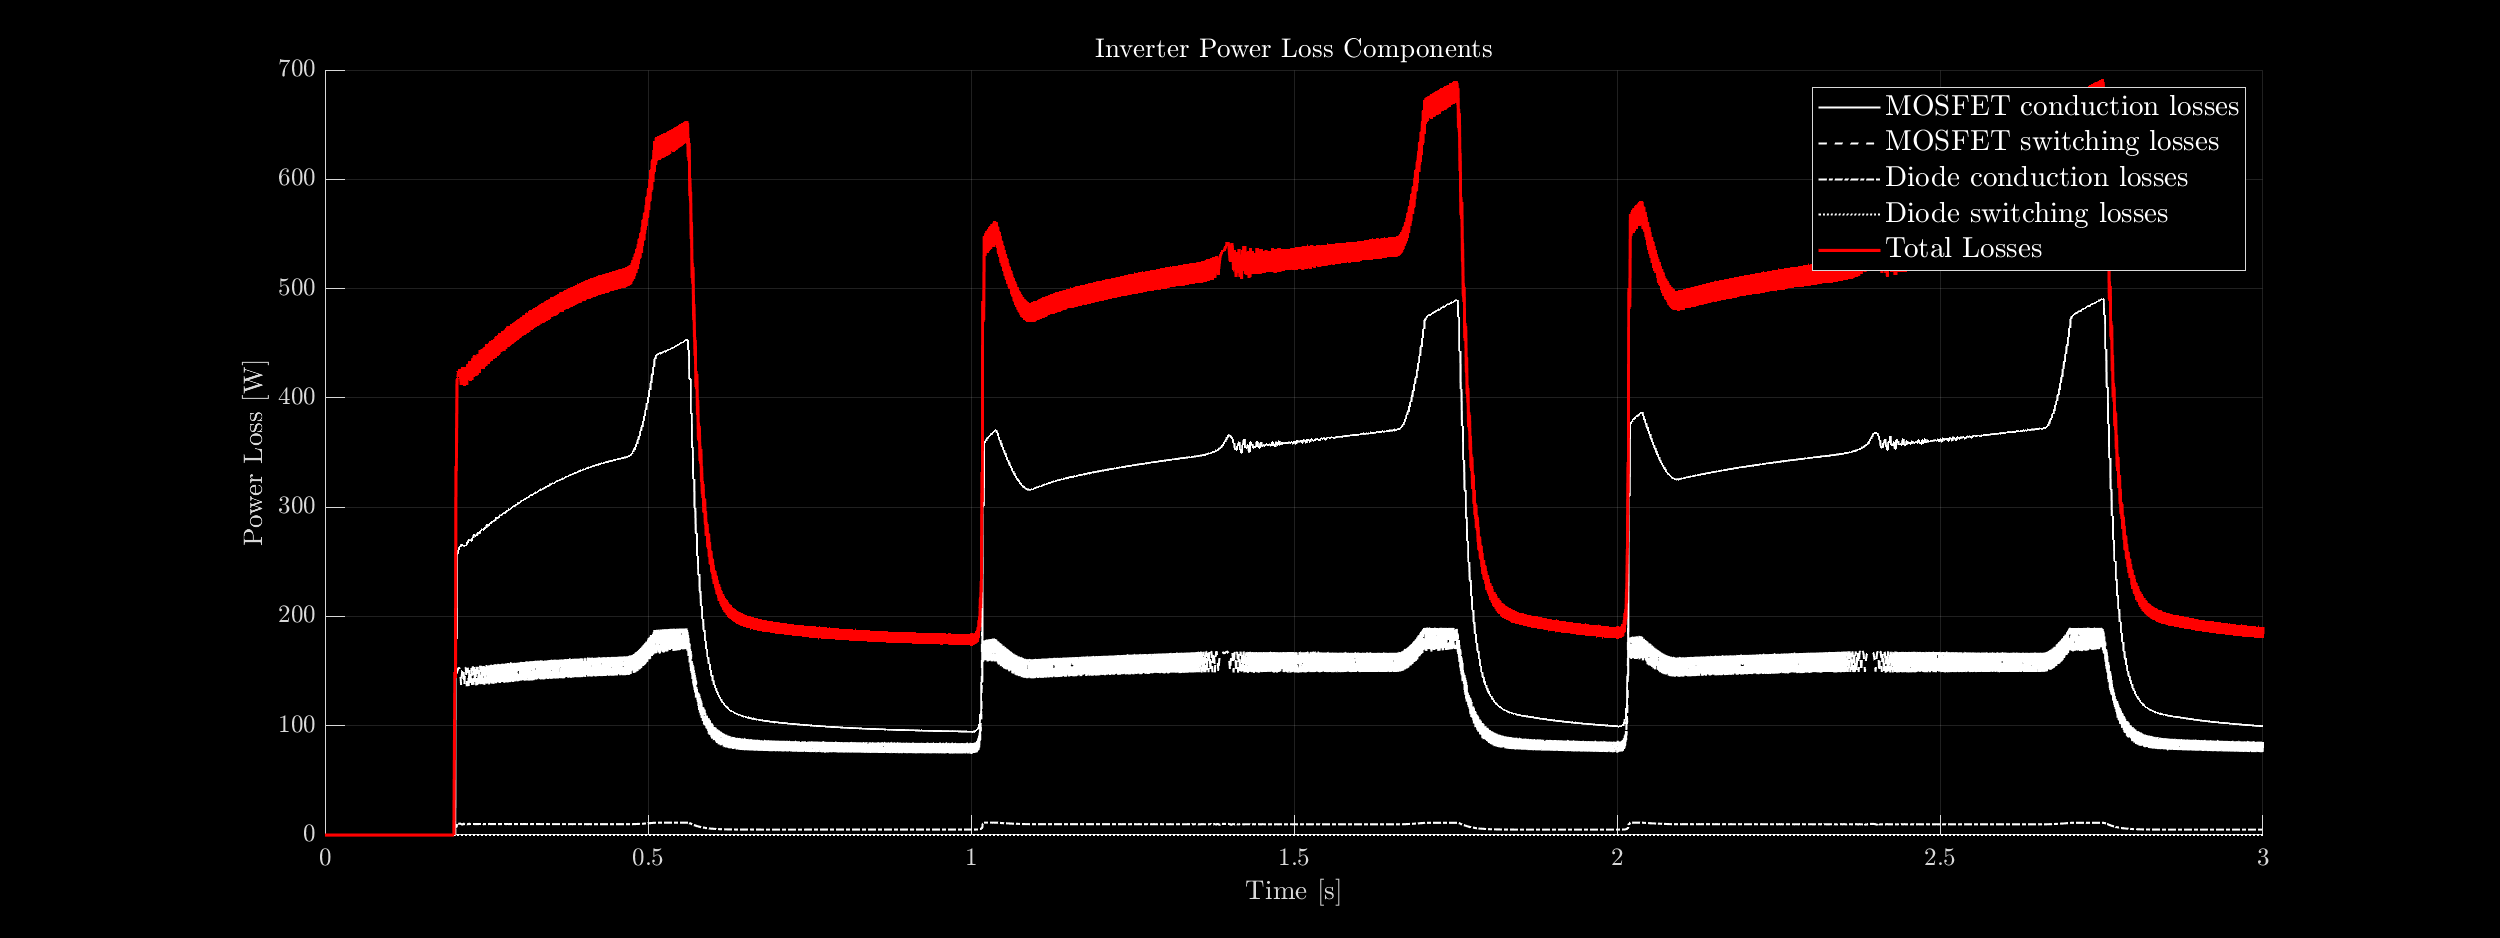 Inverter Power Loss Components
700
600
500
400
300
200
100
0
Power Loss [W]
MOSFET conduction losses
MOSFET switching losses
Diode conduction losses
Diode switching losses
Total Losses
0 0.5 1 1.5 2 2.5 3
Time [s]